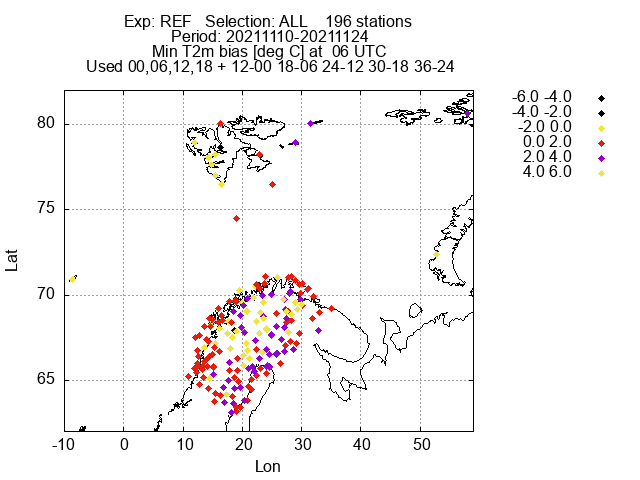 Exp: REF   Selection: ALL    196 stations
Period: 20211110-20211124
Min T2m bias [deg C] at  06 UTC
Used 00,06,12,18 + 12-00 18-06 24-12 30-18 36-24
-6.0 -4.0
-4.0 -2.0
-2.0 0.0
0.0 2.0
2.0 4.0
4.0 6.0
80
75
70
65
Lat
-10 0 10 20 30 40 50
Lon